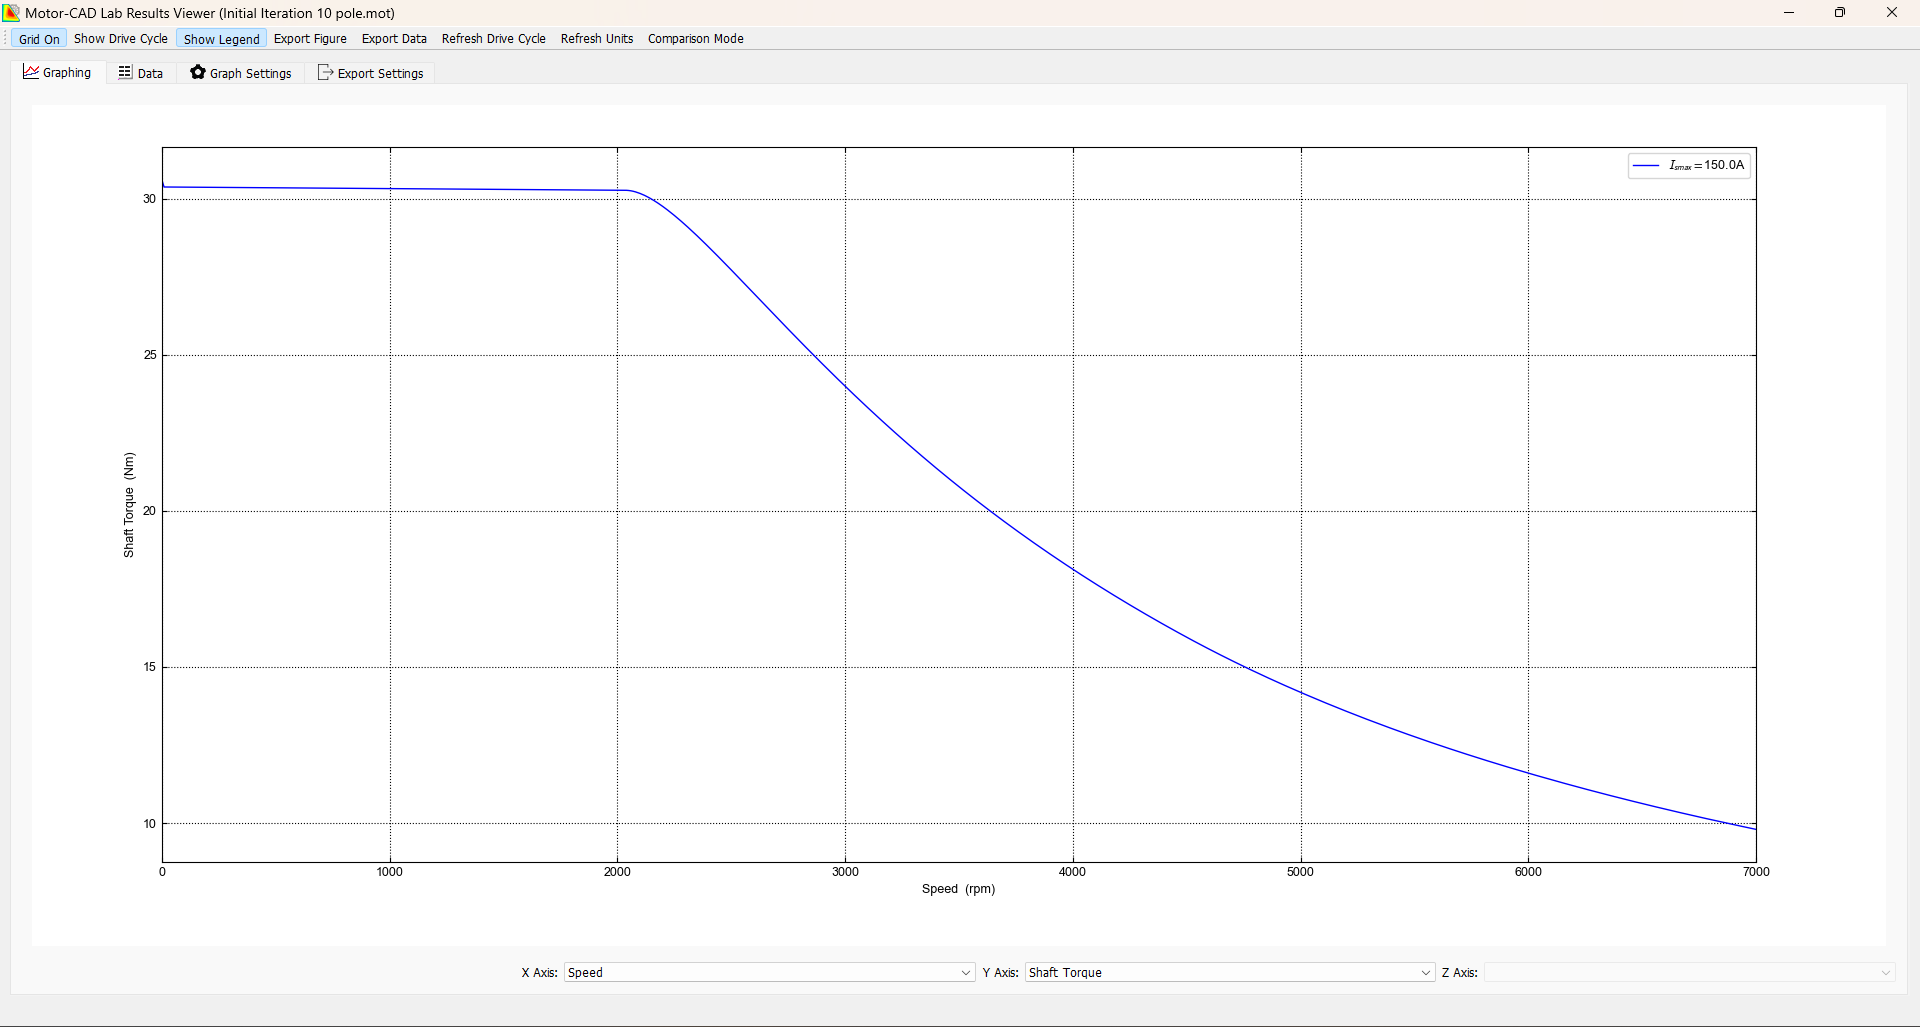 Motor-CAD Lab Results Viewer (Initial Iteration 10 pole.mot)
Grid On Show Drive Cycle Show Legend Export Figure Export Data Refresh Drive Cycle Refresh Units Comparison Mode
Graphing Data Graph Settings Export Settings
I_smax = 150.0A
30
25
20
15
10
Shaft Torque (Nm)
0 1000 2000 3000 4000 5000 6000 7000
Speed (rpm)
X Axis: Speed Y Axis: Shaft Torque Z Axis: